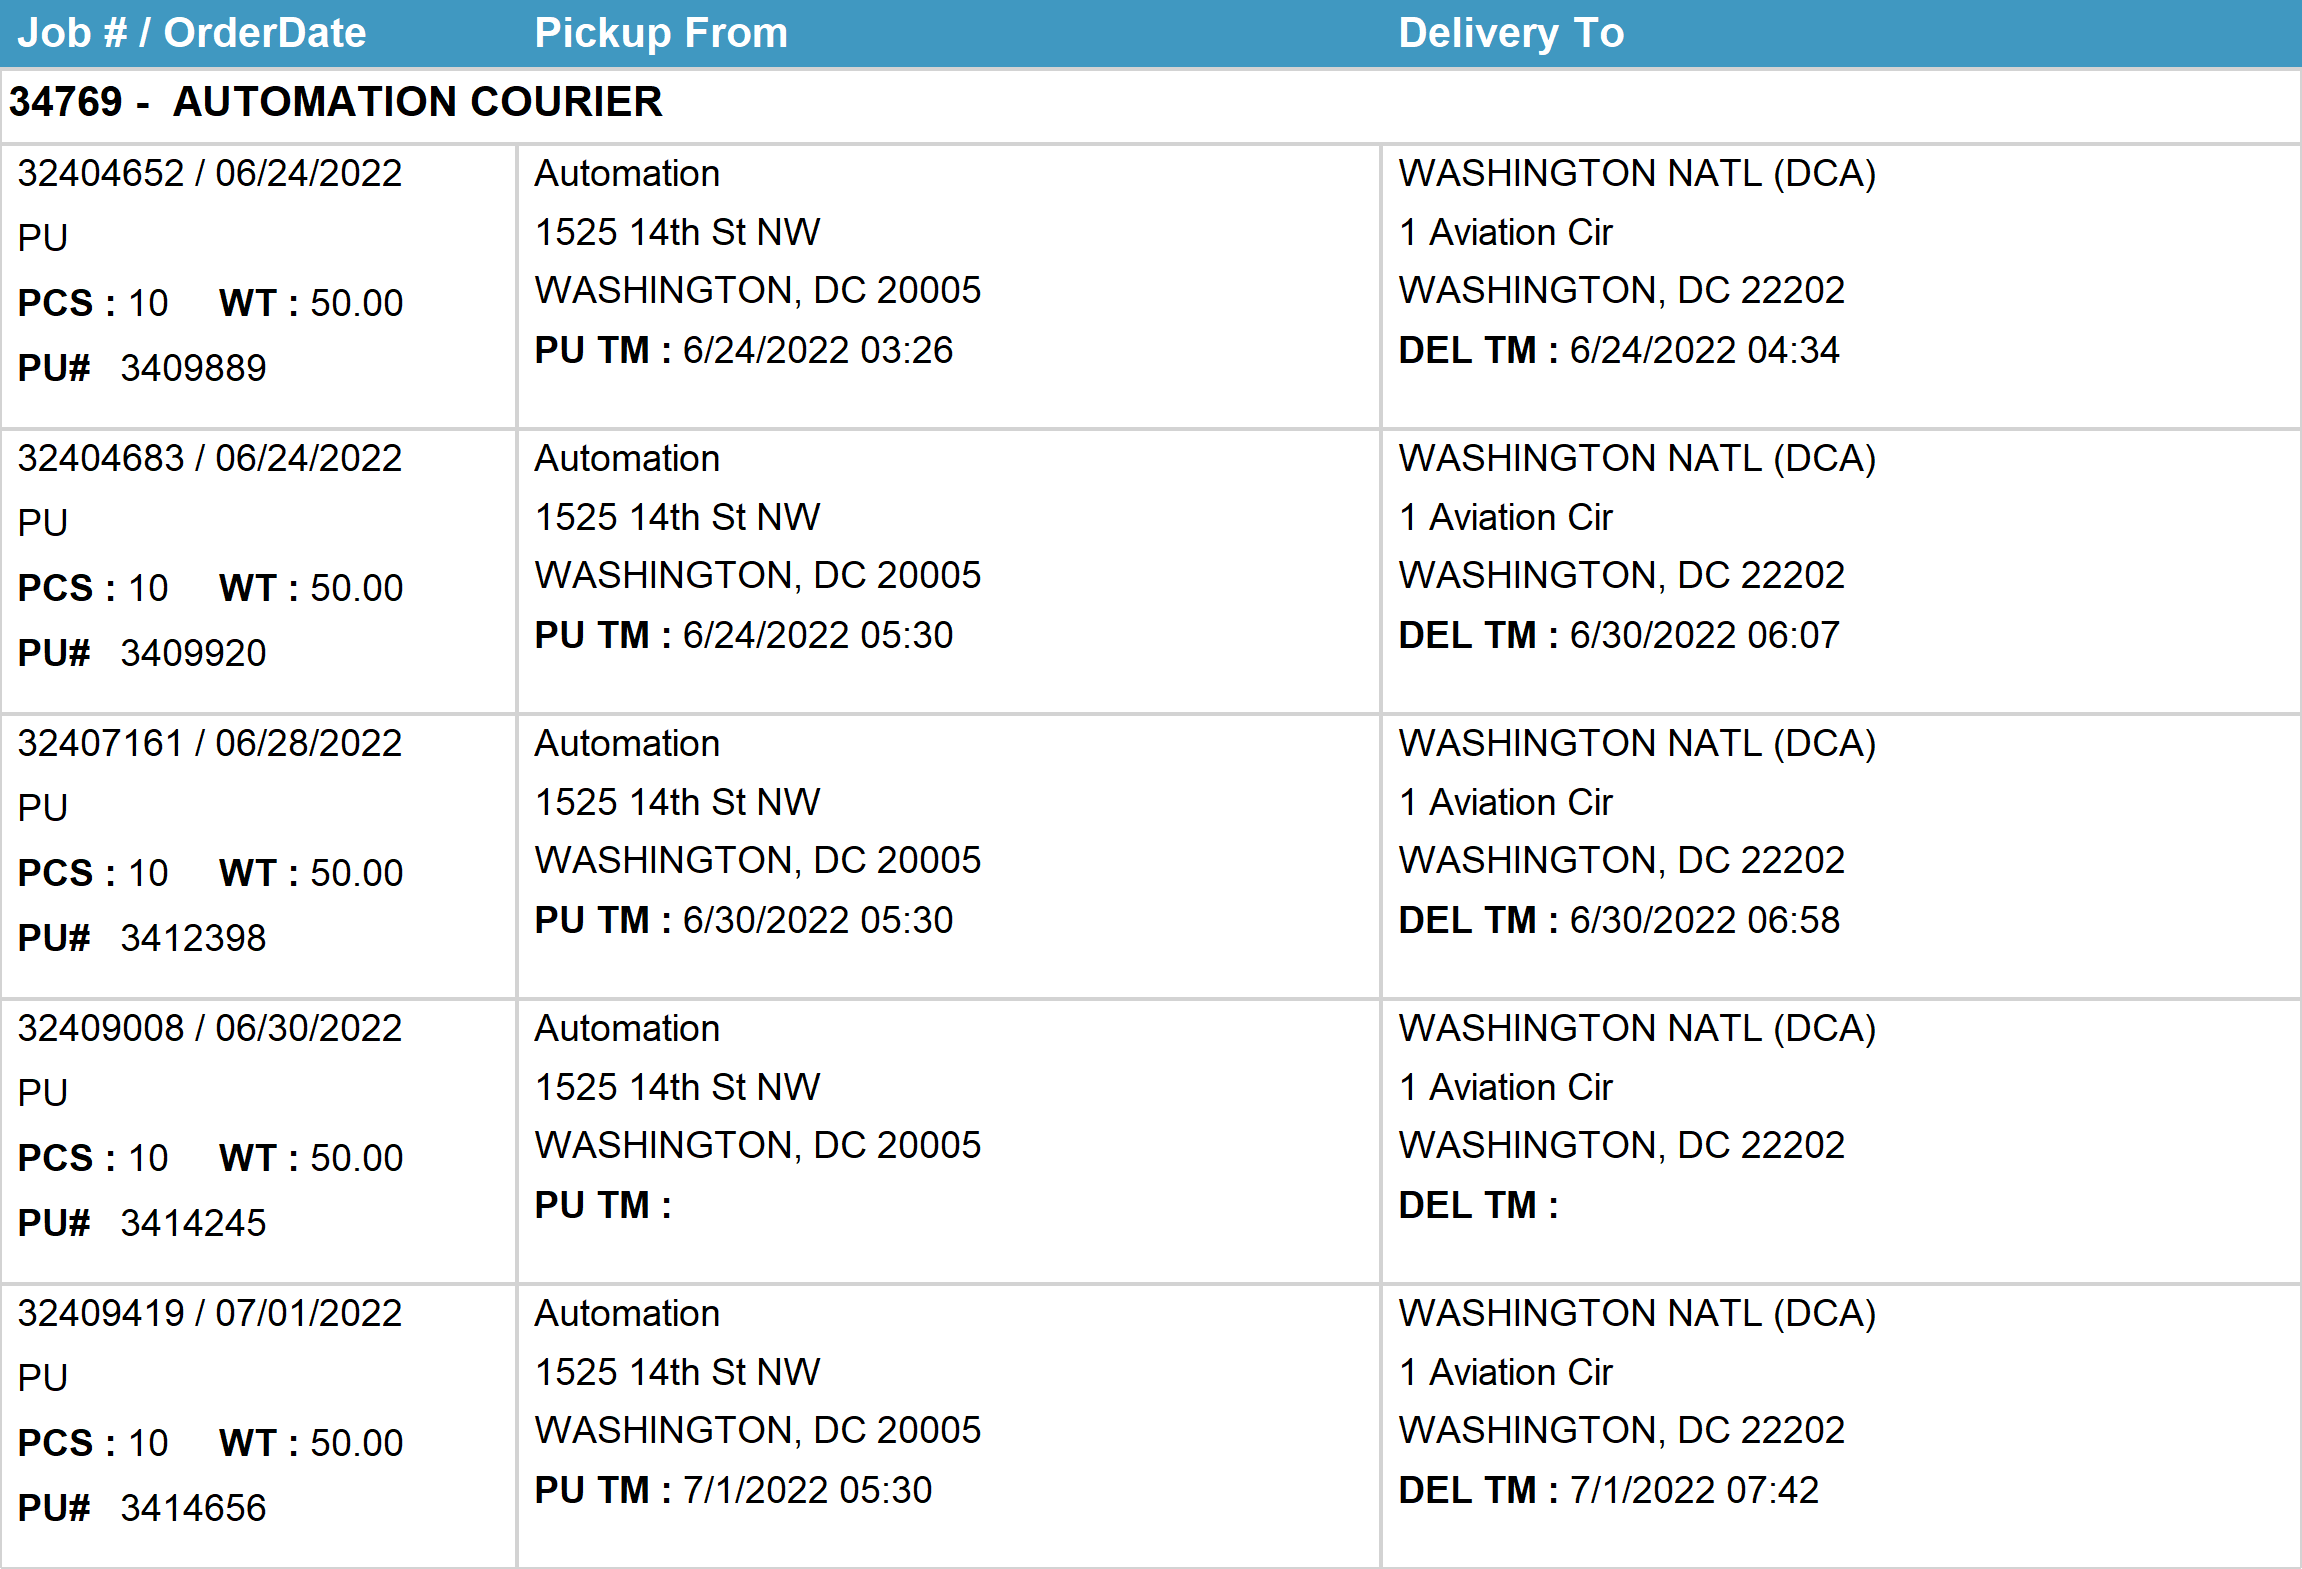 Job # / OrderDate Pickup From Delivery To
34769 - AUTOMATION COURIER
32404652 / 06/24/2022
PU
PCS : 10 WT : 50.00
PU# 3409889
Automation
1525 14th St NW
WASHINGTON, DC 20005
PU TM : 6/24/2022 03:26
WASHINGTON NATL (DCA)
1 Aviation Cir
WASHINGTON, DC 22202
DEL TM : 6/24/2022 04:34
32404683 / 06/24/2022
PU
PCS : 10 WT : 50.00
PU# 3409920
Automation
1525 14th St NW
WASHINGTON, DC 20005
PU TM : 6/24/2022 05:30
WASHINGTON NATL (DCA)
1 Aviation Cir
WASHINGTON, DC 22202
DEL TM : 6/30/2022 06:07
32407161 / 06/28/2022
PU
PCS : 10 WT : 50.00
PU# 3412398
Automation
1525 14th St NW
WASHINGTON, DC 20005
PU TM : 6/30/2022 05:30
WASHINGTON NATL (DCA)
1 Aviation Cir
WASHINGTON, DC 22202
DEL TM : 6/30/2022 06:58
32409008 / 06/30/2022
PU
PCS : 10 WT : 50.00
PU# 3414245
Automation
1525 14th St NW
WASHINGTON, DC 20005
PU TM :
WASHINGTON NATL (DCA)
1 Aviation Cir
WASHINGTON, DC 22202
DEL TM :
32409419 / 07/01/2022
PU
PCS : 10 WT : 50.00
PU# 3414656
Automation
1525 14th St NW
WASHINGTON, DC 20005
PU TM : 7/1/2022 05:30
WASHINGTON NATL (DCA)
1 Aviation Cir
WASHINGTON, DC 22202
DEL TM : 7/1/2022 07:42